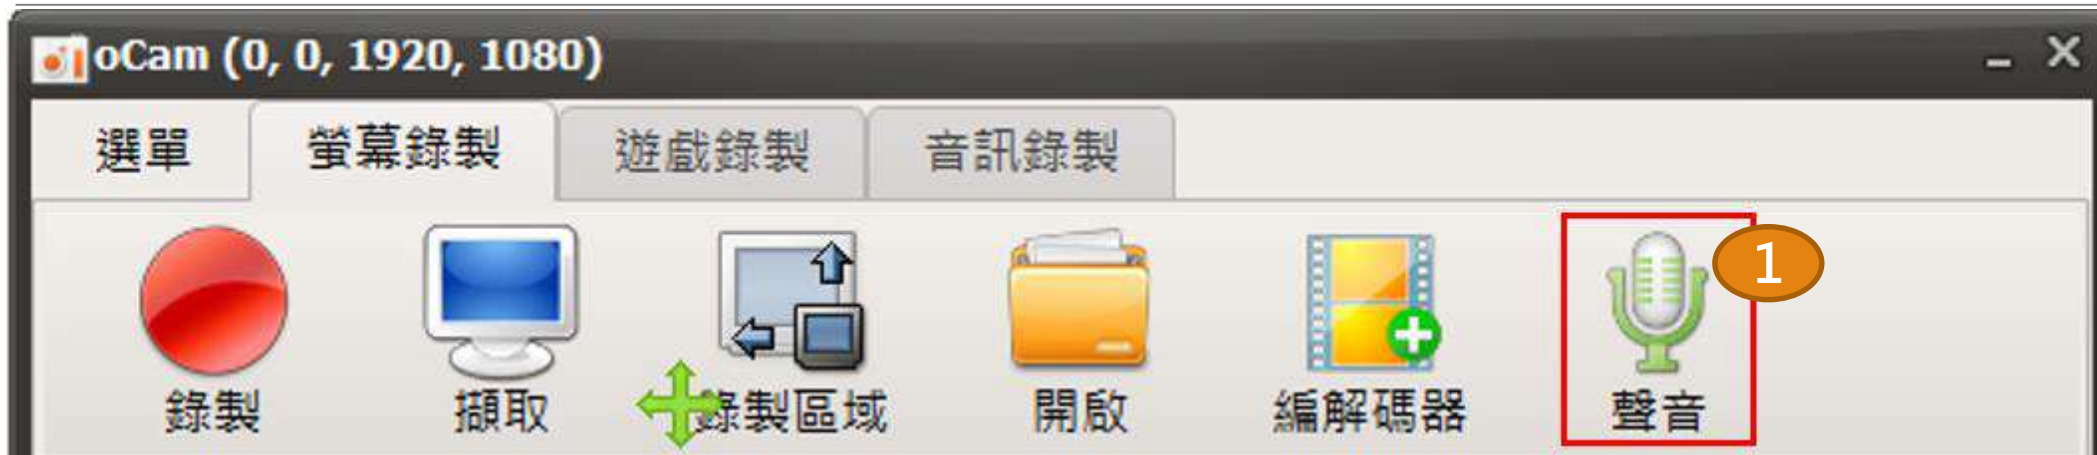 oCam (0, 0, 1920, 1080)
選單 螢幕錄製 遊戲錄製 音訊錄製
1
錄製 擷取 錄製區域 開啟 編解碼器 聲音